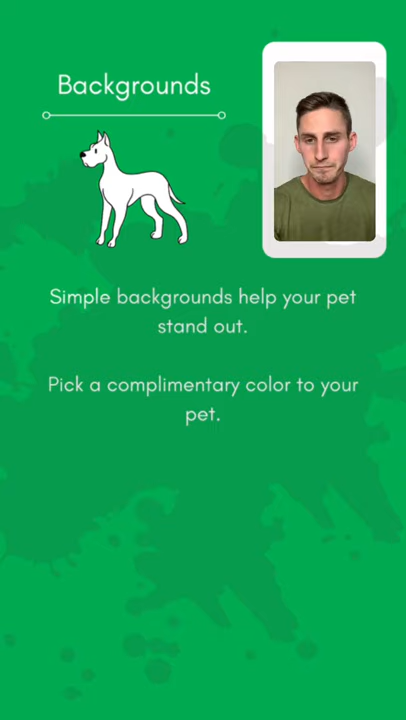 Backgrounds
Simple backgrounds help your pet
stand out.
Pick a complimentary color to your
pet.